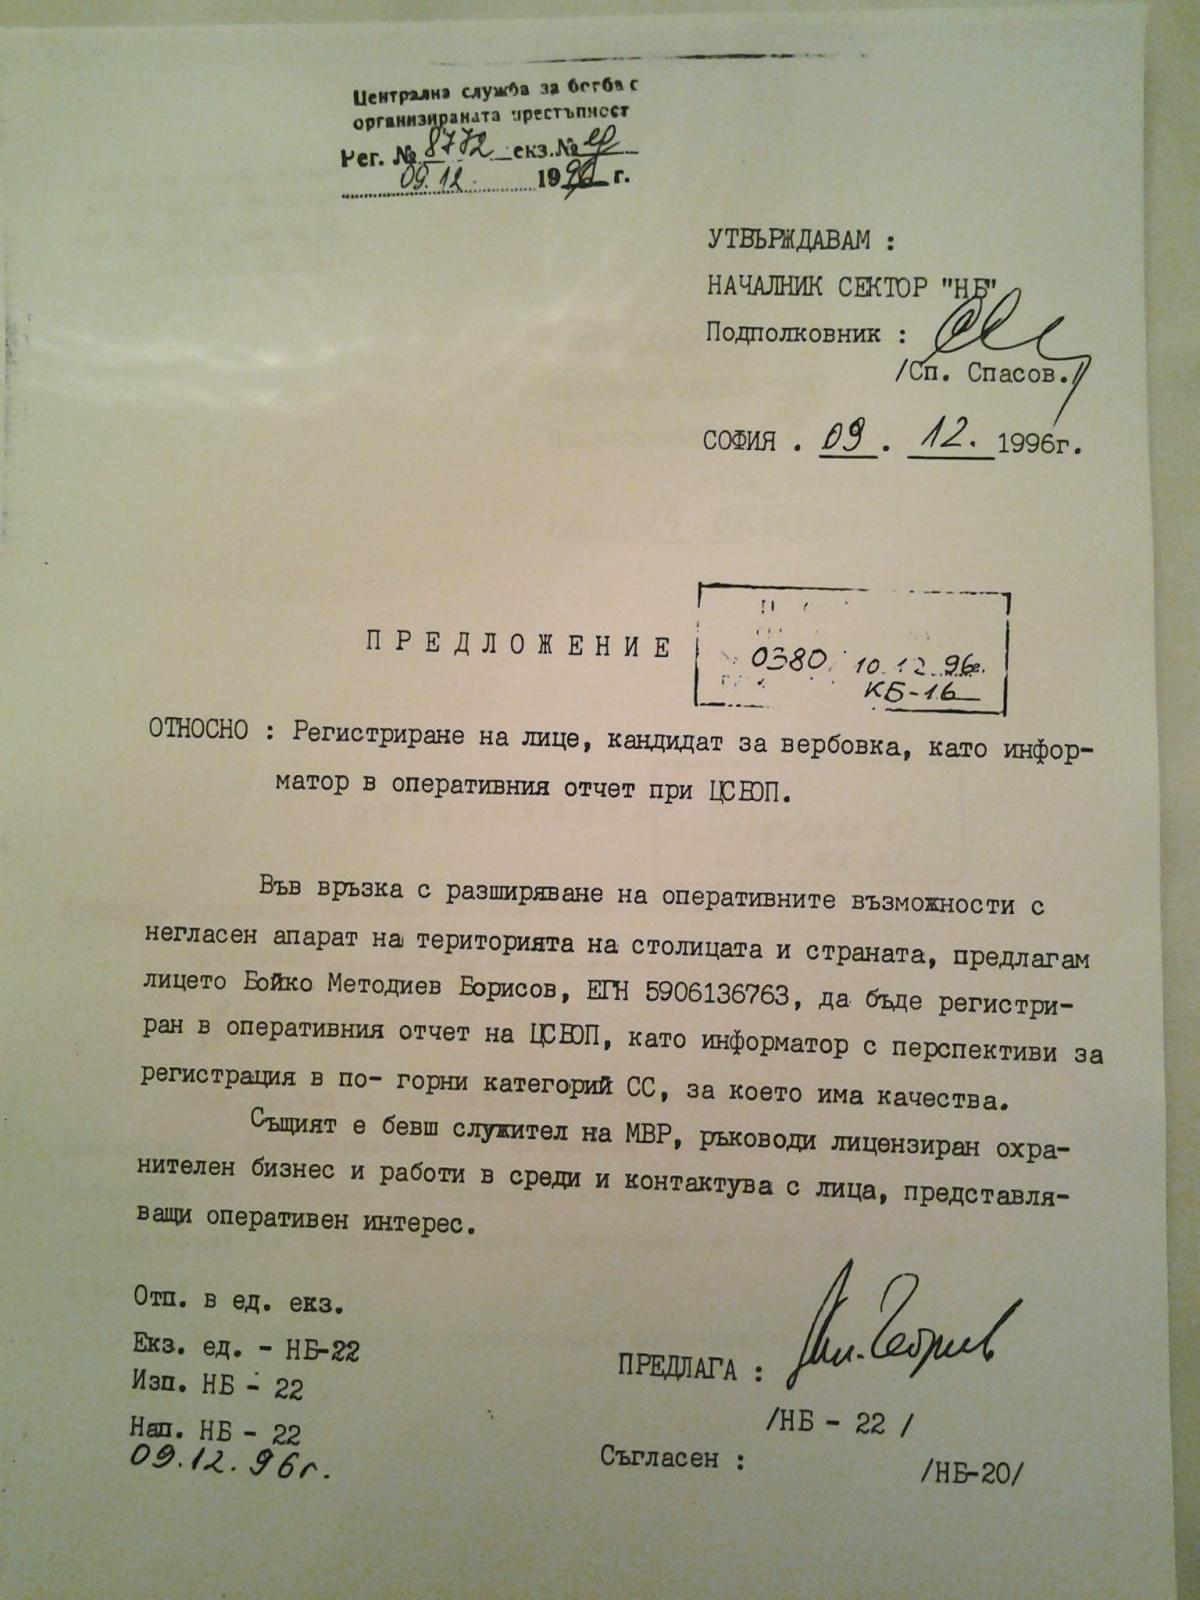 Централна служба за борба с
организираната престъпност
Рег. № 8772 екз.№ ед
09.12 1996 г.
УТВЪРЖДАВАМ :
НАЧАЛНИК СЕКТОР "НБ"
Подполковник :
/Сп. Спасов./
СОФИЯ . 09 . 12. 1996г.
ПРЕДЛОЖЕНИЕ
0380 10.12.96г.
КБ-16
ОТНОСНО : Регистриране на лице, кандидат за вербовка, като инфор-
матор в оперативния отчет при ЦСБОП.
Във връзка с разширяване на оперативните възможности с
негласен апарат на територията на столицата и страната, предлагам
лицето Бойко Методиев Борисов, ЕГН 5906136763, да бъде регистри-
ран в оперативния отчет на ЦСБОП, като информатор с перспективи за
регистрация в по- горни категорий СС, за което има качества.
Същият е бевш служител на МВР, ръководи лицензиран охра-
нителен бизнес и работи в среди и контактува с лица, представля-
ващи оперативен интерес.
Отп. в ед. екз.
Екз. ед. - НБ-22
Изп. НБ - 22
Нап. НБ - 22
09.12.96г.
ПРЕДЛАГА :
/НБ - 22 /
Съгласен :
/НБ-20/